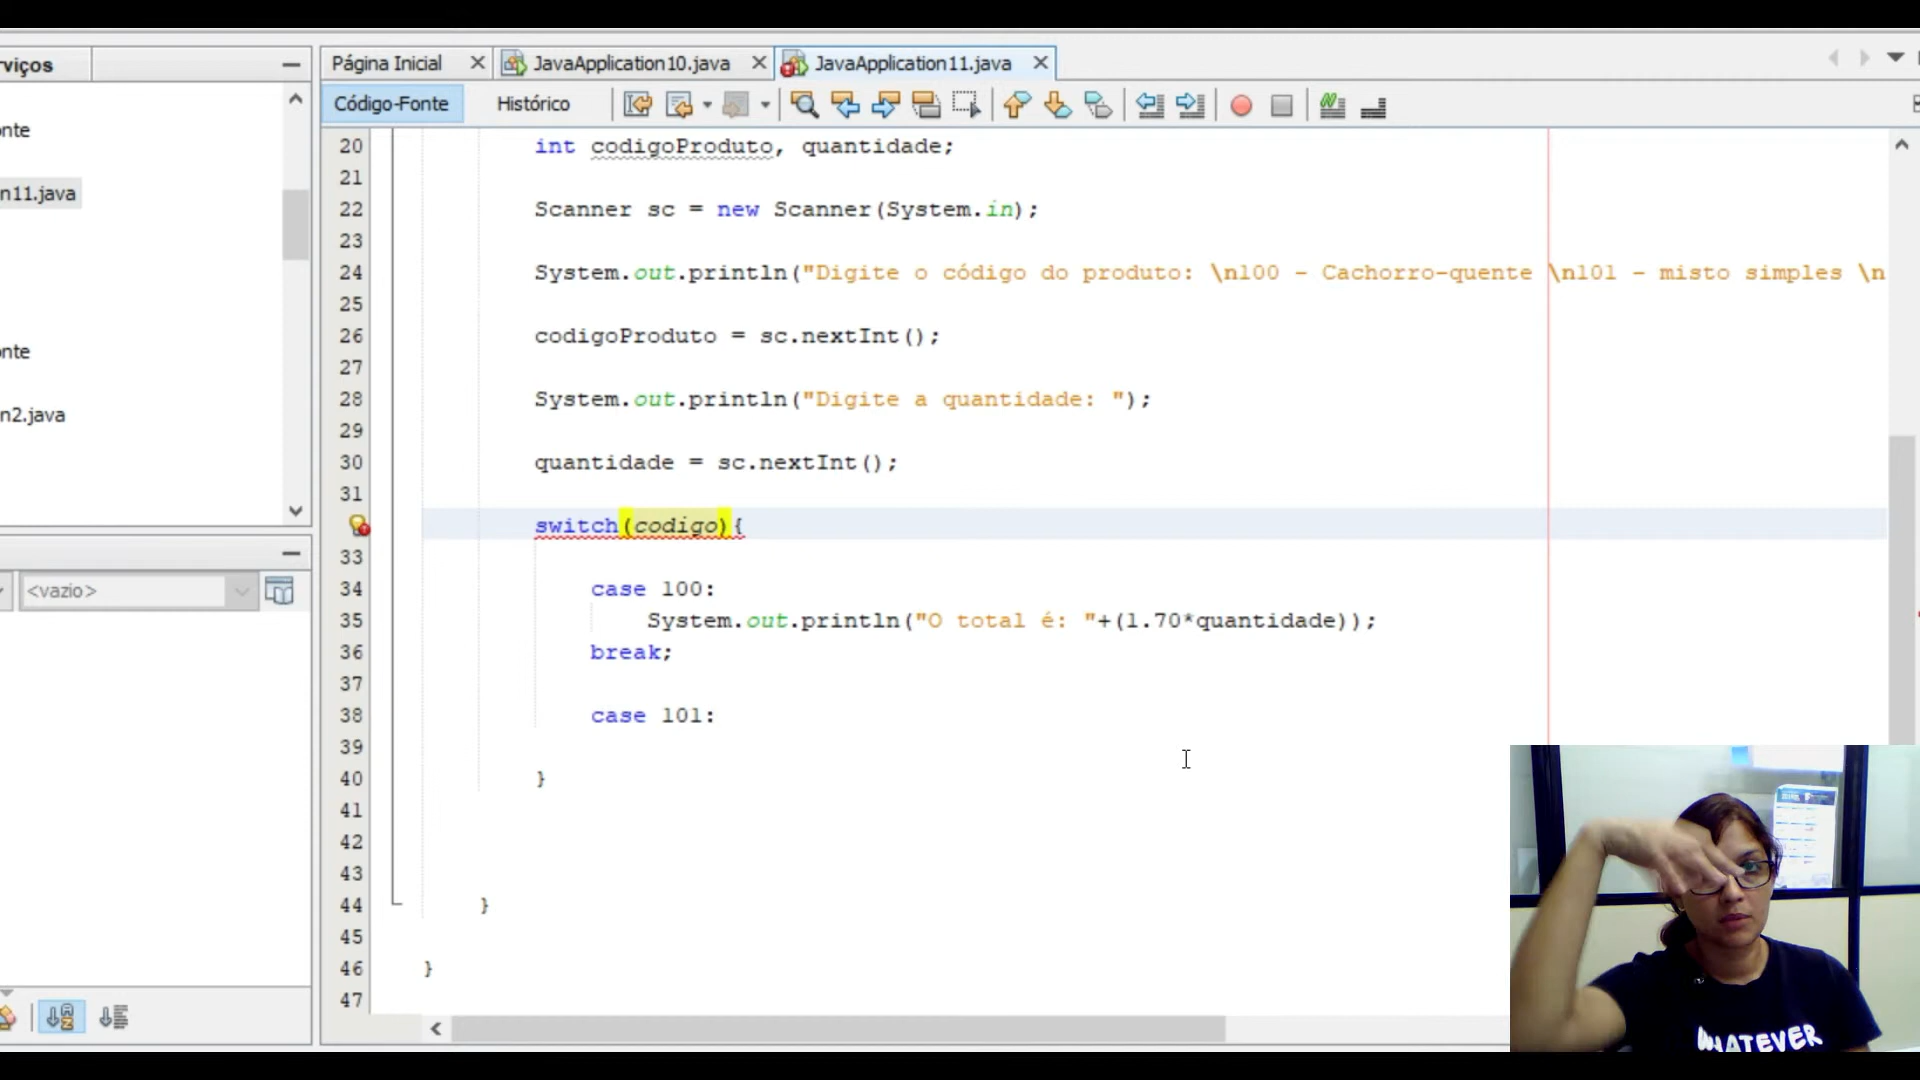 rviços
Página Inicial
JavaApplication10.java
JavaApplication11.java
Código-Fonte
Histórico
onte
n11.java
onte
n2.java
<vazio>
20 int codigoProduto, quantidade;
21
22 Scanner sc = new Scanner(System.in);
23
24 System.out.println("Digite o código do produto: \n100 - Cachorro-quente \n101 - misto simples \n
25
26 codigoProduto = sc.nextInt();
27
28 System.out.println("Digite a quantidade: ");
29
30 quantidade = sc.nextInt();
31
switch(codigo){
33
34 case 100:
35 System.out.println("O total é: "+(1.70*quantidade));
36 break;
37
38 case 101:
39
40 }
41
42
43
44 }
45
46 }
47
WHATEVER